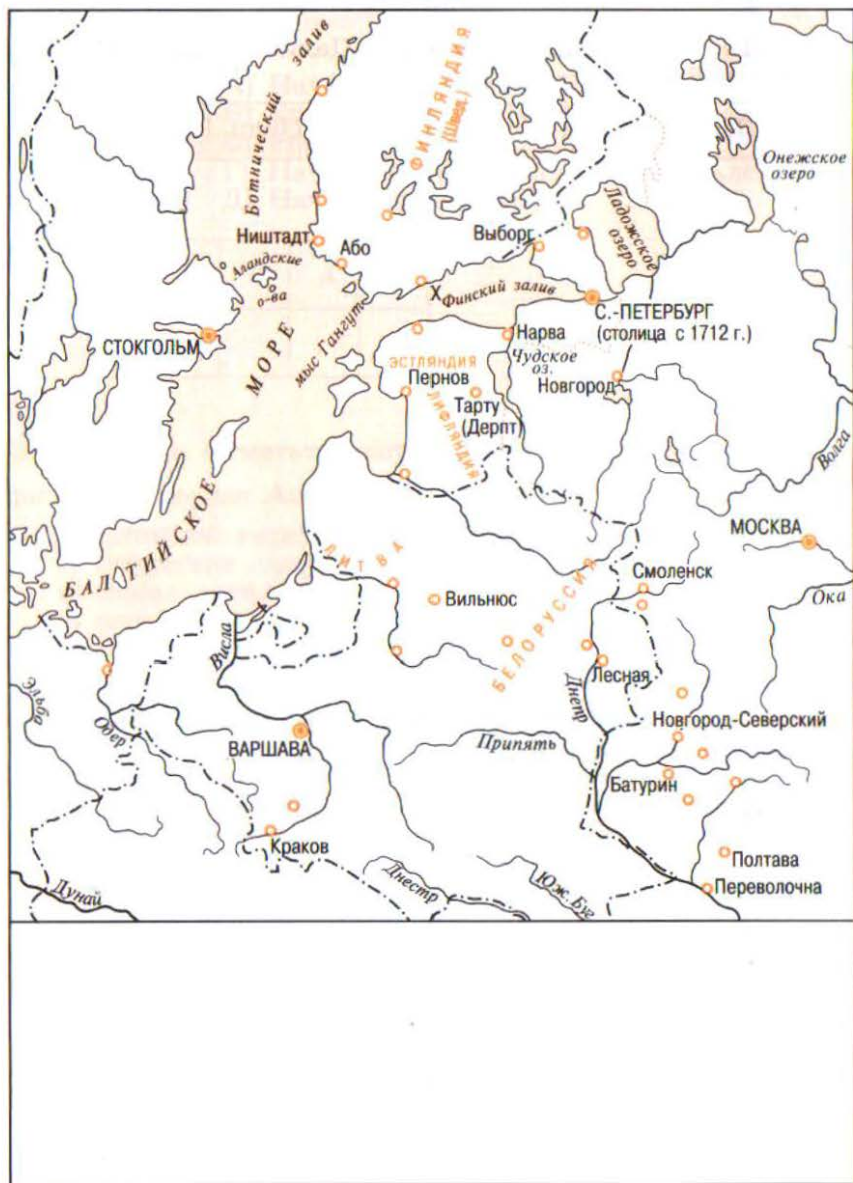 Ботнический
залив
ФИНЛЯНДИЯ
(Швед.)
Онежское
озеро
Ладожское
озеро
Ништадт
Або
Выборг
Аландские
о-ва
X
Финский залив
С.-ПЕТЕРБУРГ
(столица с 1712 г.)
СТОКГОЛЬМ
мыс Гангут
Нарва
ЭСТЛЯНДИЯ
Чудское
оз.
Пернов
Новгород
Тарту
(Дерпт)
ЛИФЛЯНДИЯ
Волга
БАЛТИЙСКОЕ
МОРЕ
МОСКВА
ЛИТВА
Смоленск
Вильнюс
Ока
БЕЛОРУССИЯ
Висла
Лесная
Эльба
Днепр
Одер
Новгород-Северский
ВАРШАВА
Припять
Батурин
Краков
Полтава
Днестр
Переволочна
Дунай
Юж. Буг